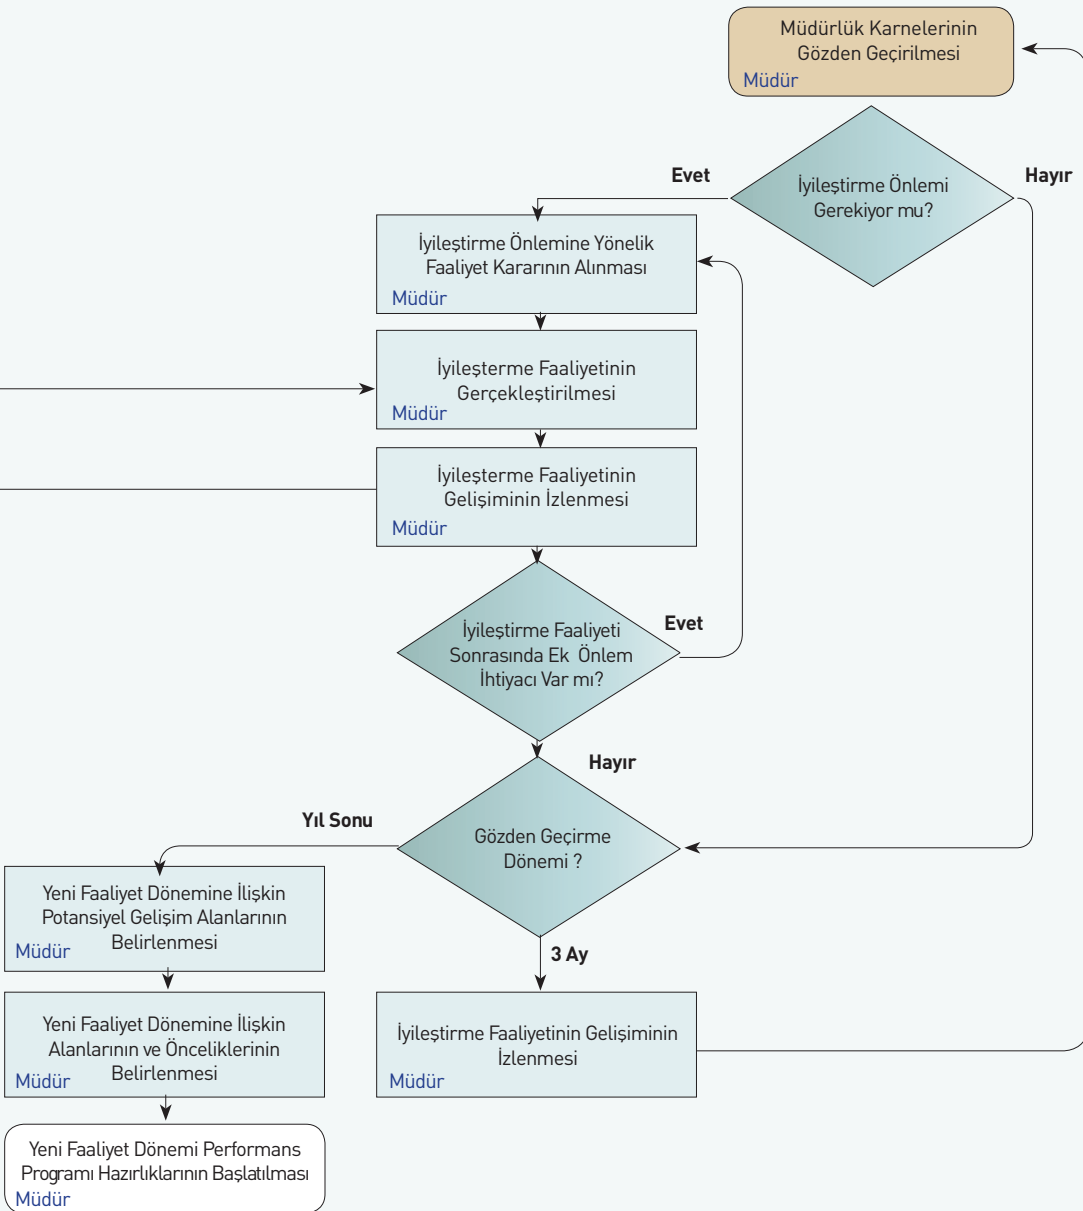 Müdürlük Karnelerinin
Gözden Geçirilmesi
Müdür
Evet
İyileştirme Önlemi
Gerekiyor mu?
Hayır
İyileştirme Önlemine Yönelik
Faaliyet Kararının Alınması
Müdür
İyileşterme Faaliyetinin
Gerçekleştirilmesi
Müdür
İyileşterme Faaliyetinin
Gelişiminin İzlenmesi
Müdür
İyileştirme Faaliyeti
Sonrasında Ek Önlem
İhtiyacı Var mı?
Evet
Hayır
Yıl Sonu
Gözden Geçirme
Dönemi ?
3 Ay
Yeni Faaliyet Dönemine İlişkin
Potansiyel Gelişim Alanlarının
Belirlenmesi
Müdür
Yeni Faaliyet Dönemine İlişkin
Alanlarının ve Önceliklerinin
Belirlenmesi
Müdür
İyileştirme Faaliyetinin Gelişiminin
İzlenmesi
Müdür
Yeni Faaliyet Dönemi Performans
Programı Hazırlıklarının Başlatılması
Müdür